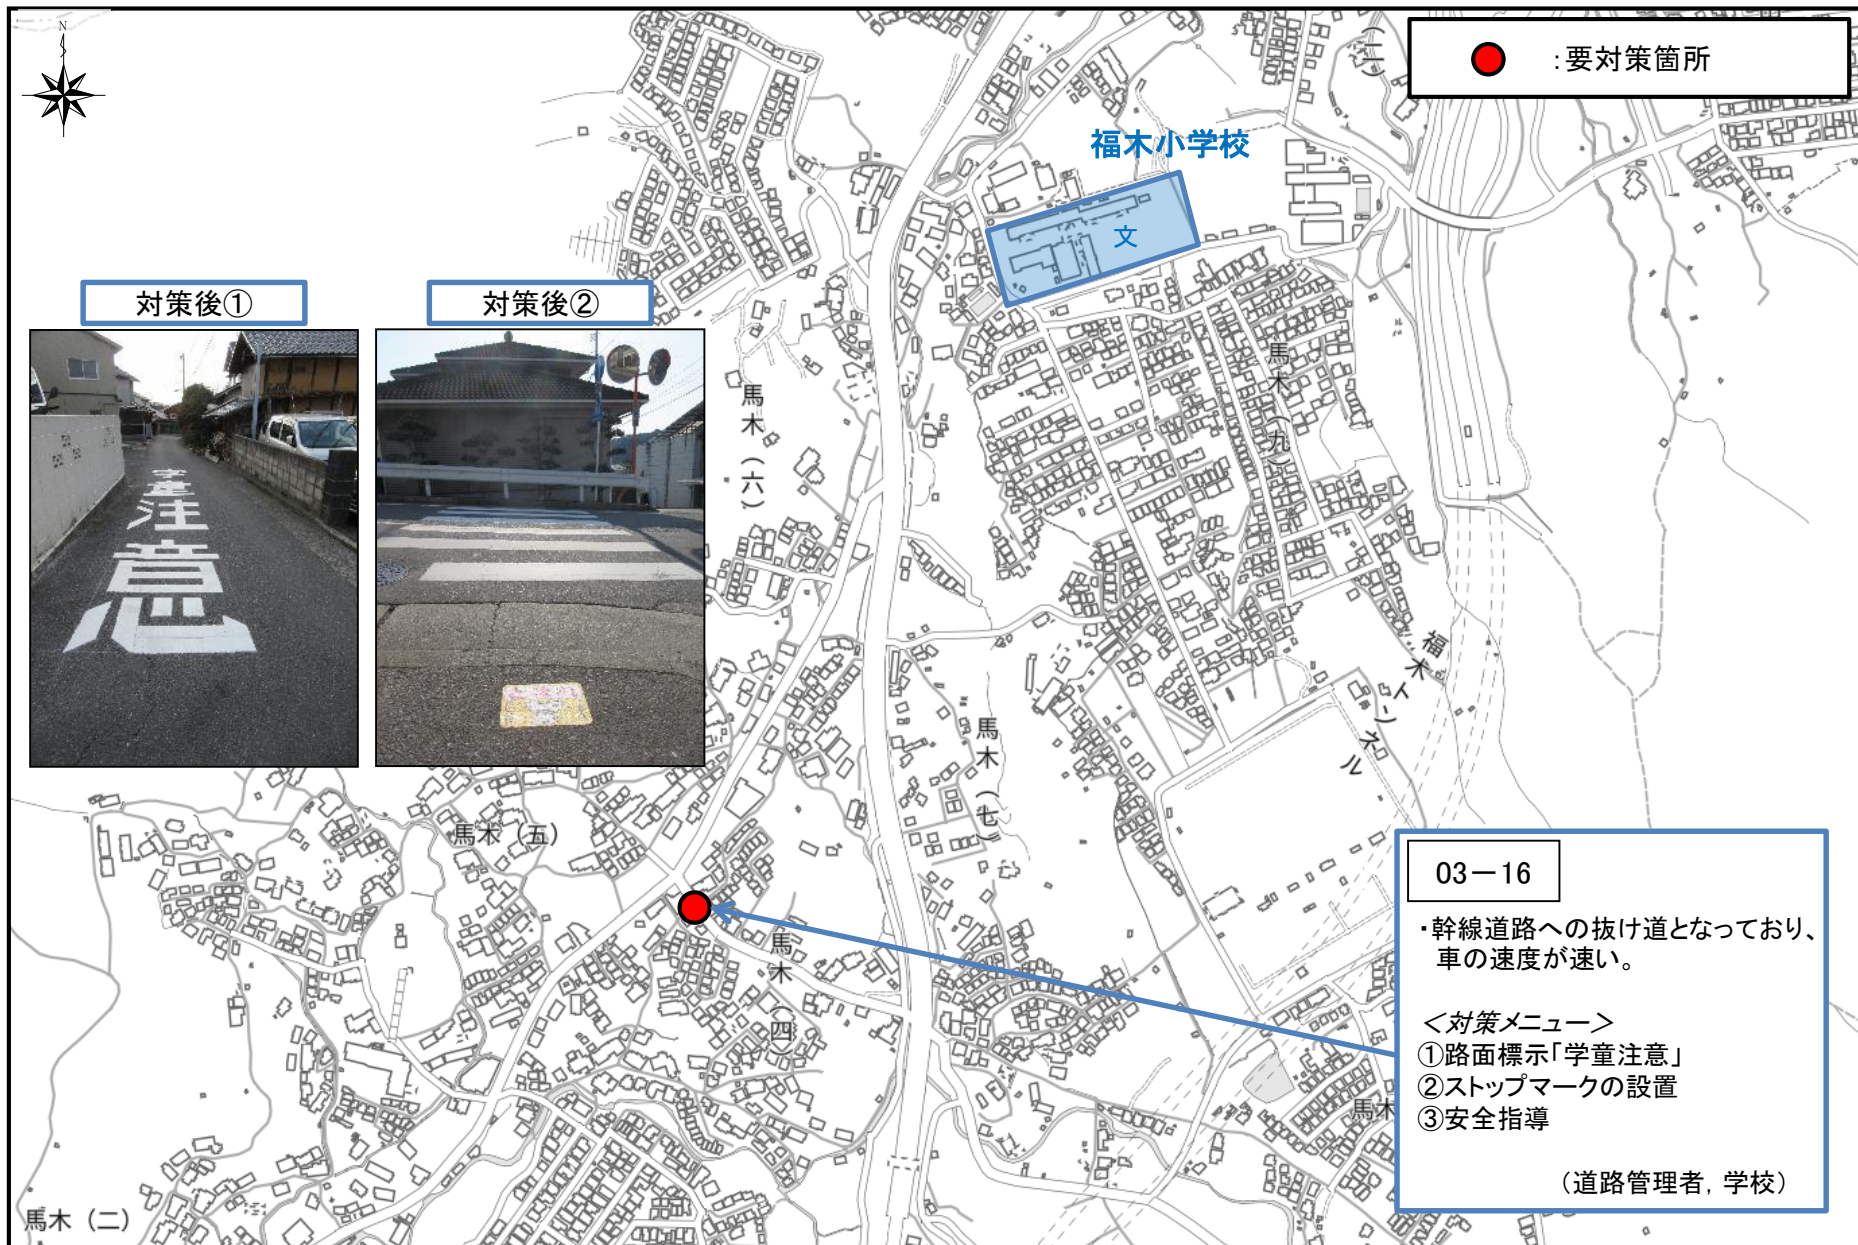 N
:要対策箇所
(二)
福木小学校
文
対策後①
対策後②
学童注意
馬木(六)
馬木(九)
福木トンネル
馬木(七)
馬木(五)
馬木(四)
馬木
馬木(二)
03-16
・幹線道路への抜け道となっており、
車の速度が速い。
<対策メニュー>
①路面標示「学童注意」
②ストップマークの設置
③安全指導
(道路管理者, 学校)